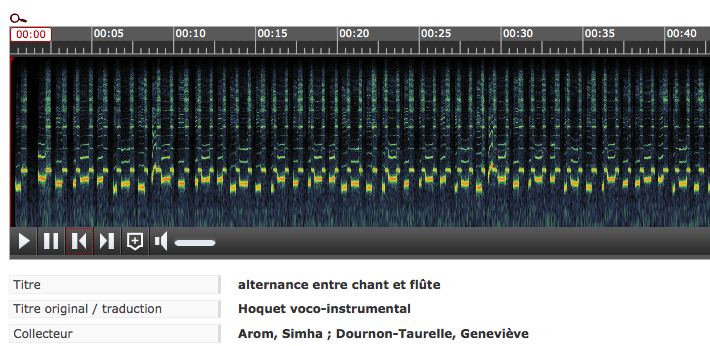 00:00 00:05 00:10 00:15 00:20 00:25 00:30 00:35 00:40
Titre alternance entre chant et flûte
Titre original / traduction Hoquet voco-instrumental
Collecteur Arom, Simha ; Dournon-Taurelle, Geneviève